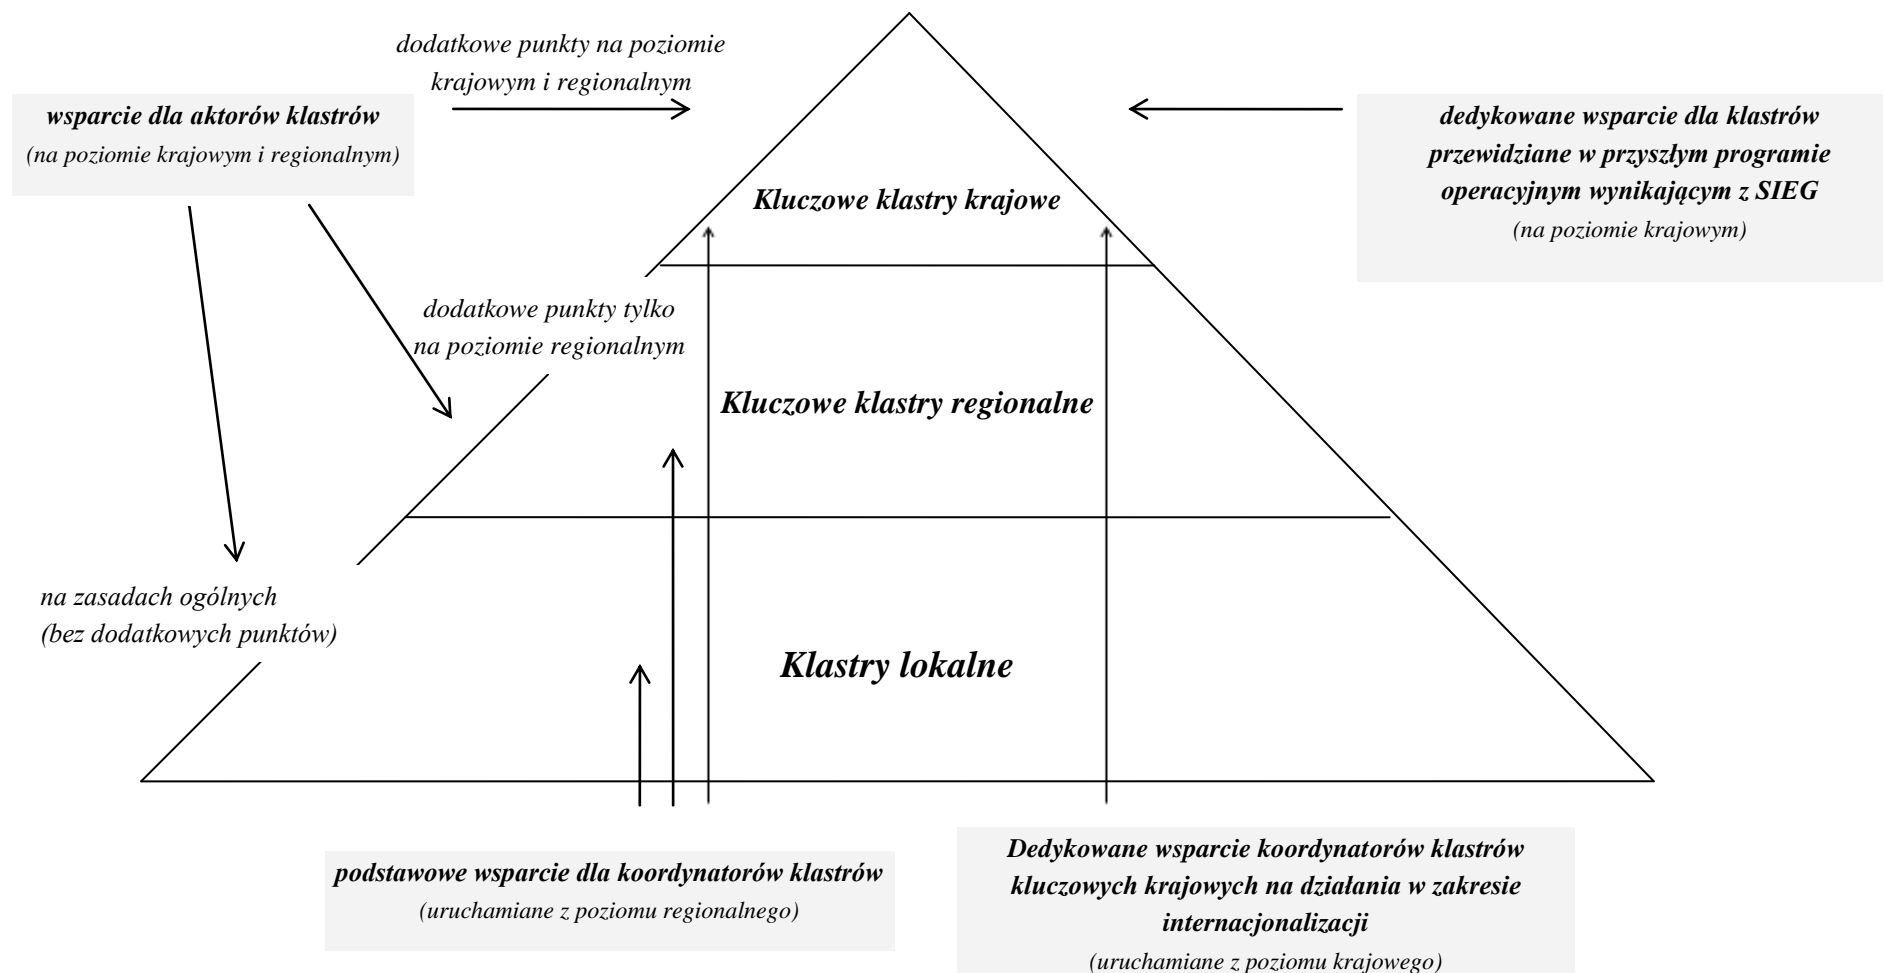 dodatkowe punkty na poziomie
krajowym i regionalnym
wsparcie dla aktorów klastrów
(na poziomie krajowym i regionalnym)
dedykowane wsparcie dla klastrów
przewidziane w przyszłym programie
operacyjnym wynikającym z SIEG
(na poziomie krajowym)
Kluczowe klastry krajowe
dodatkowe punkty tylko
na poziomie regionalnym
Kluczowe klastry regionalne
na zasadach ogólnych
(bez dodatkowych punktów)
Klastry lokalne
podstawowe wsparcie dla koordynatorów klastrów
(uruchamiane z poziomu regionalnego)
Dedykowane wsparcie koordynatorów klastrów
kluczowych krajowych na działania w zakresie
internacjonalizacji
(uruchamiane z poziomu krajowego)